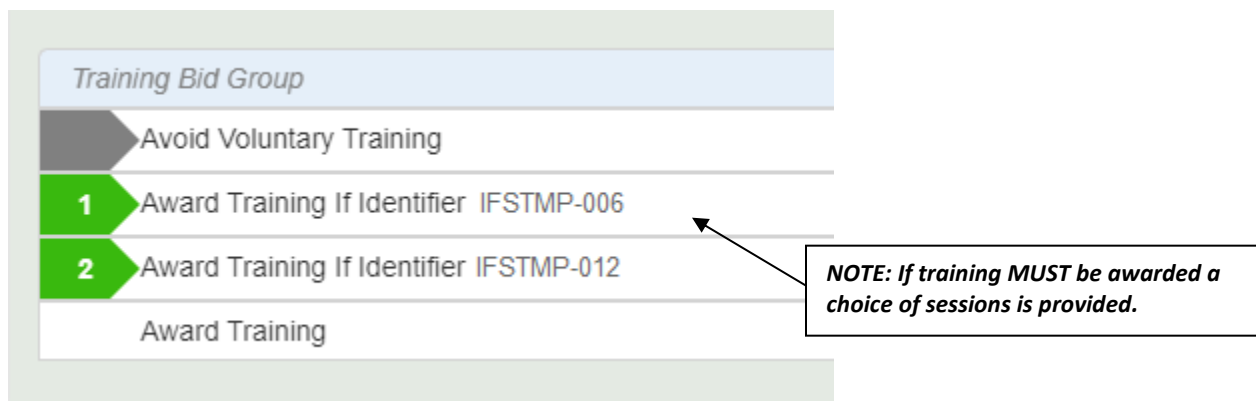 Training Bid Group
Avoid Voluntary Training
1 Award Training If Identifier IFSTMP-006
2 Award Training If Identifier IFSTMP-012
Award Training
NOTE: If training MUST be awarded a
choice of sessions is provided.